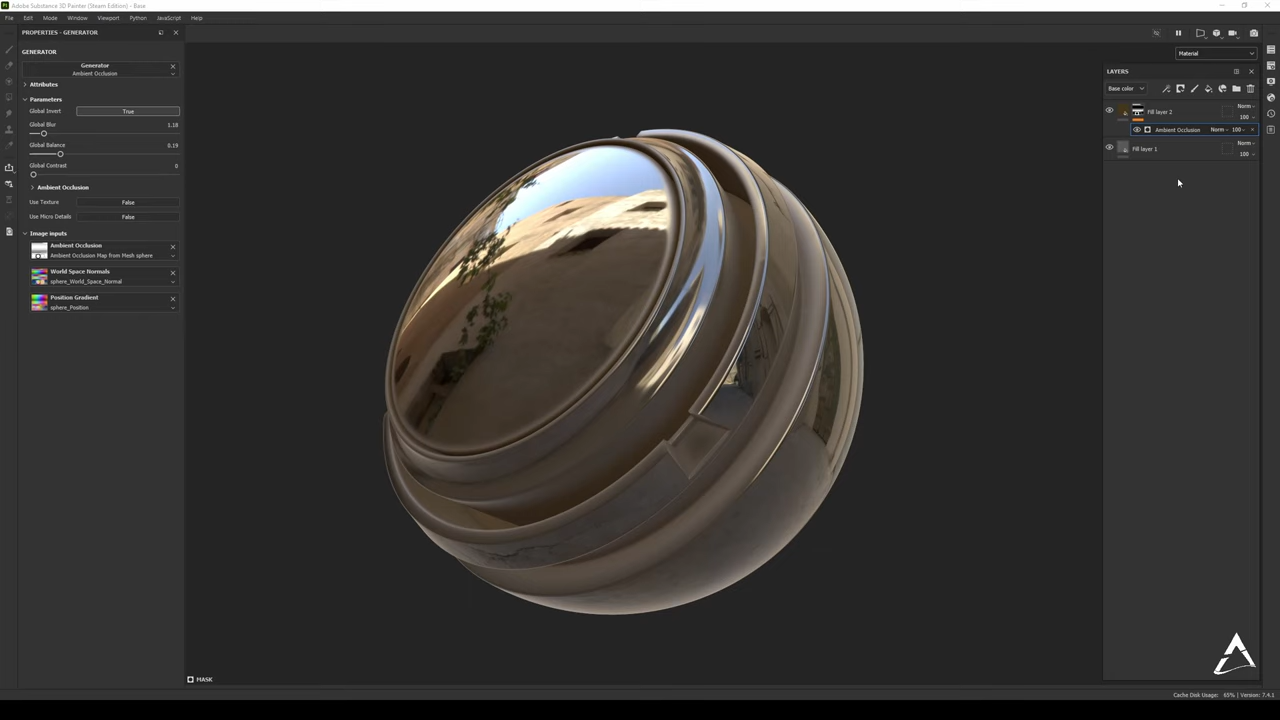 Adobe Substance 3D Painter (Steam Edition) - Base
File Edit Mode Window Viewport Python JavaScript Help
PROPERTIES - GENERATOR
GENERATOR
Generator
Ambient Occlusion
Attributes
Parameters
Global Invert True
Global Blur 1.18
Global Balance 0.19
Global Contrast 0
Ambient Occlusion
Use Texture False
Use Micro Details False
Image inputs
Ambient Occlusion
Ambient Occlusion Map from Mesh sphere
World Space Normals
sphere_World_Space_Normal
Position Gradient
sphere_Position
MASK
Material
LAYERS
Base color
Fill layer 2 Norm
100
Ambient Occlusion Norm 100
Fill layer 1 Norm
100
Cache Disk Usage: 65% | Version: 7.4.1